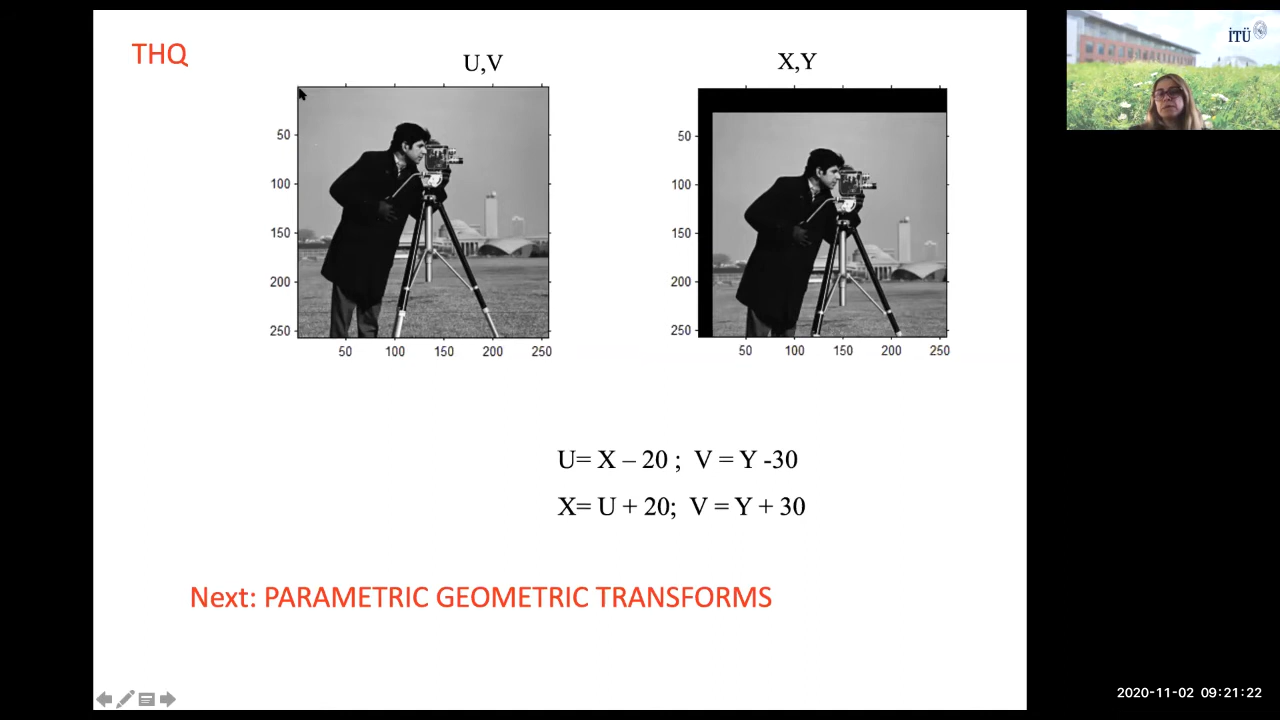 THQ
U,V
X,Y
50
100
150
200
250
50 100 150 200 250
50
100
150
200
250
50 100 150 200 250
U= X – 20 ; V = Y -30
X= U + 20; V = Y + 30
Next: PARAMETRIC GEOMETRIC TRANSFORMS
İTÜ
2020-11-02 09:21:22